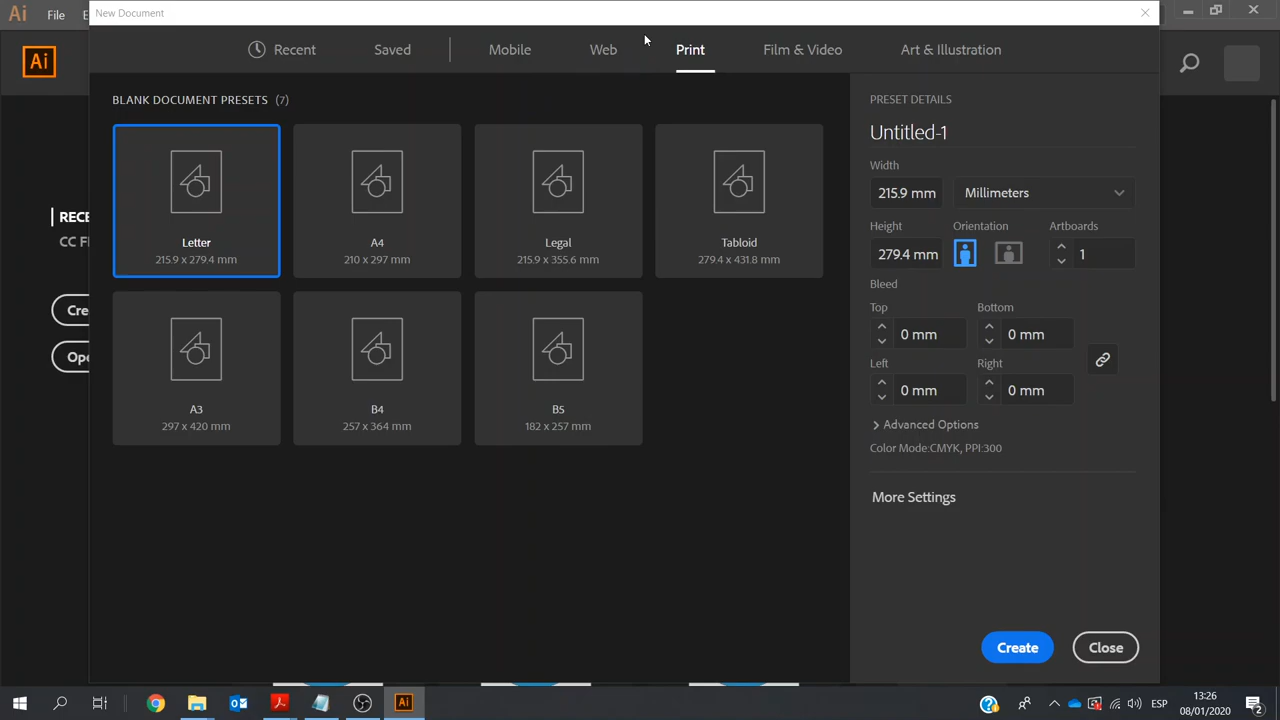 Ai File E New Document
Ai Recent Saved Mobile Web Print Film & Video Art & Illustration
BLANK DOCUMENT PRESETS (7)
PRESET DETAILS
Untitled-1
Width
215.9 mm Millimeters
Height Orientation Artboards
279.4 mm 1
Bleed
Top Bottom
0 mm 0 mm
Left Right
0 mm 0 mm
Advanced Options
Color Mode:CMYK, PPI:300
More Settings
Create Close
Letter
215.9 x 279.4 mm
A4
210 x 297 mm
Legal
215.9 x 355.6 mm
Tabloid
279.4 x 431.8 mm
A3
297 x 420 mm
B4
257 x 364 mm
B5
182 x 257 mm
RECE
CC F
Cre
Ope
Ai ESP 13:26
08/01/2020 2